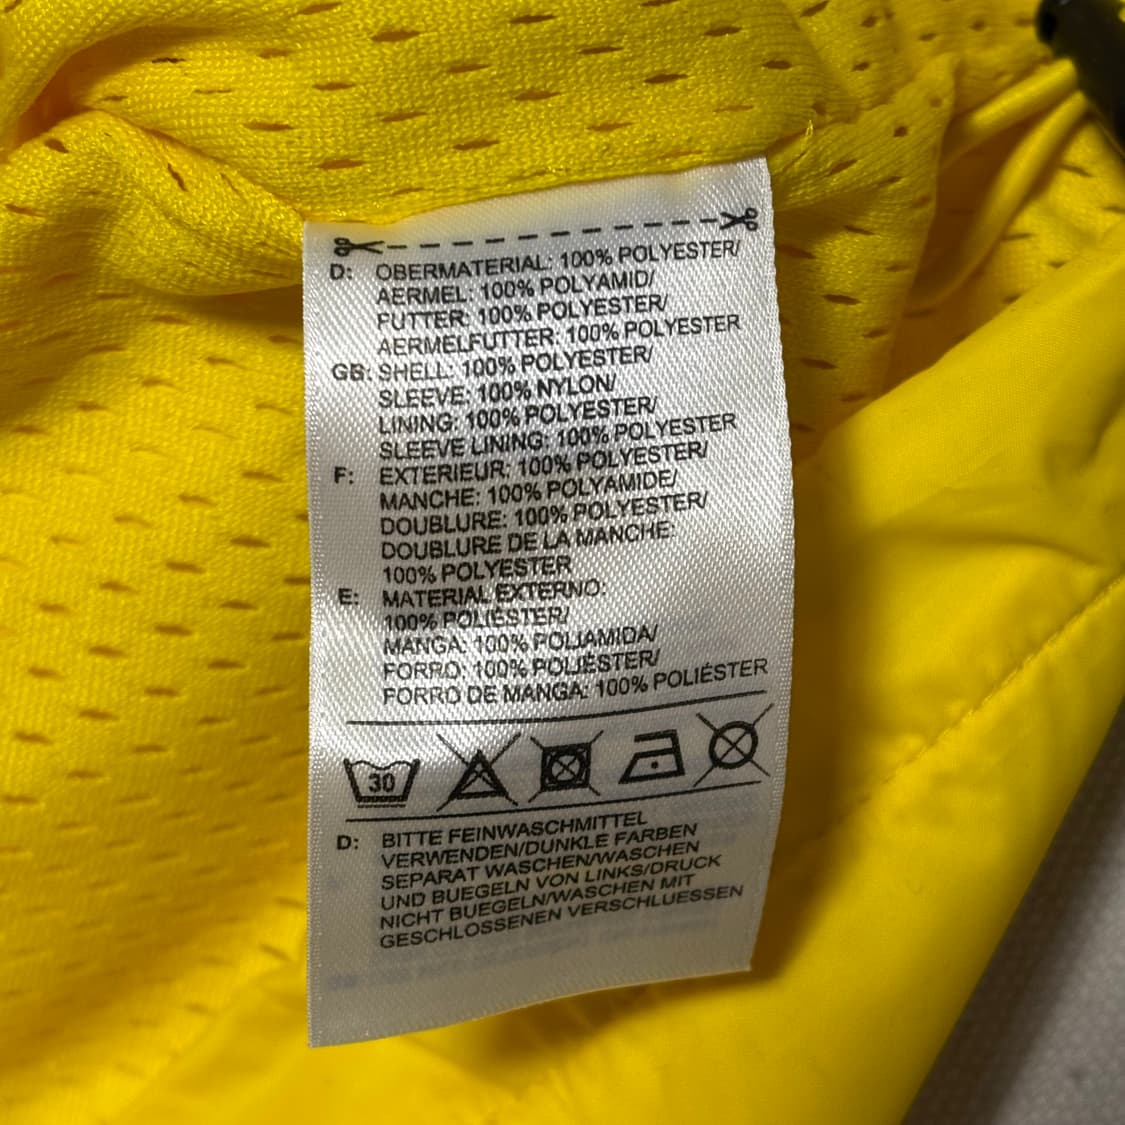 D: OBERMATERIAL: 100% POLYESTER/
AERMEL: 100% POLYAMID/
FUTTER: 100% POLYESTER/
AERMELFUTTER: 100% POLYESTER
GB: SHELL: 100% POLYESTER/
SLEEVE: 100% NYLON/
LINING: 100% POLYESTER/
SLEEVE LINING: 100% POLYESTER
F: EXTERIEUR: 100% POLYESTER/
MANCHE: 100% POLYAMIDE/
DOUBLURE: 100% POLYESTER/
DOUBLURE DE LA MANCHE:
100% POLYESTER
E: MATERIAL EXTERNO:
100% POLIÉSTER/
MANGA: 100% POLIAMIDA/
FORRO: 100% POLIÉSTER/
FORRO DE MANGA: 100% POLIÉSTER
30
D: BITTE FEINWASCHMITTEL
VERWENDEN/DUNKLE FARBEN
SEPARAT WASCHEN/WASCHEN
UND BUEGELN VON LINKS/DRUCK
NICHT BUEGELN/WASCHEN MIT
GESCHLOSSENEN VERSCHLUESSEN